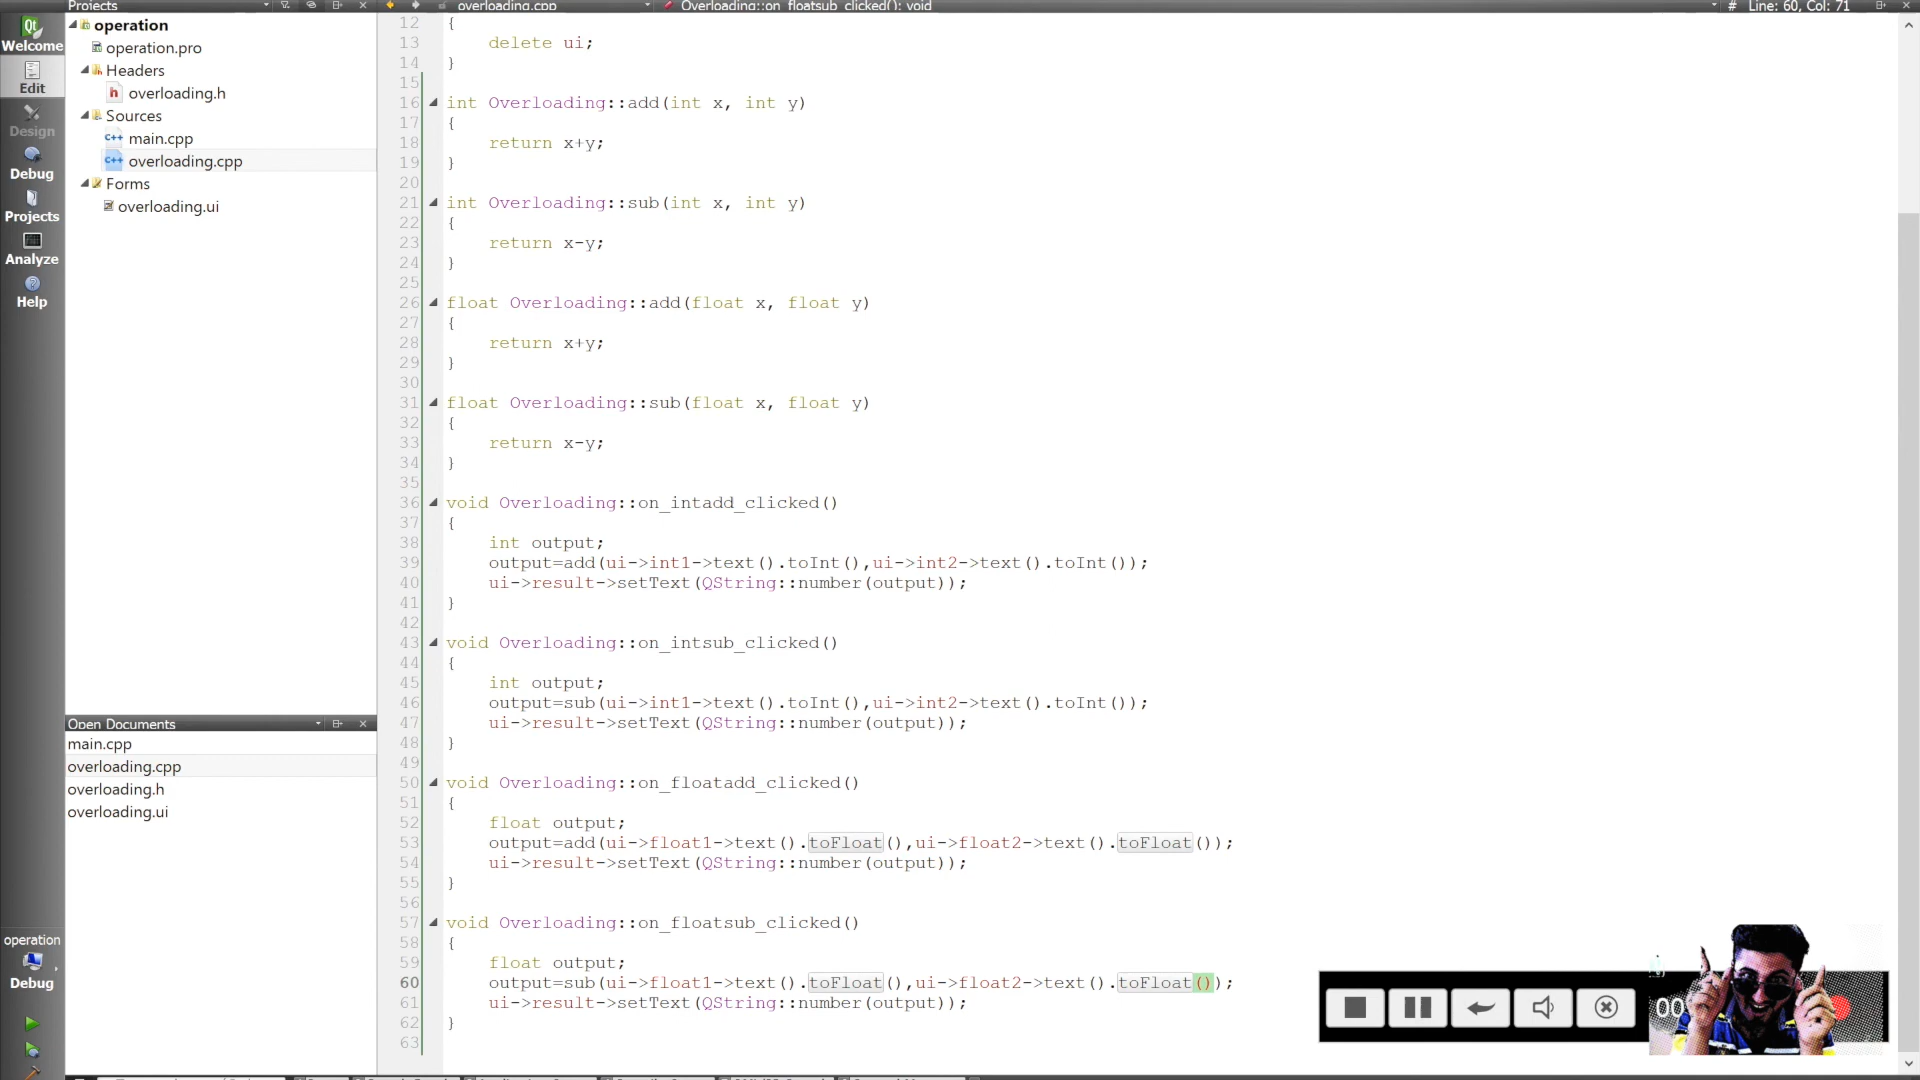 Projects
overloading.cpp
Overloading::on_floatsub_clicked(): void
# Line: 60, Col: 71
Qt
Welcome
Edit
Design
Debug
Projects
Analyze
Help
operation
operation.pro
Headers
h overloading.h
Sources
C++ main.cpp
C++ overloading.cpp
Forms
overloading.ui
Open Documents
main.cpp
overloading.cpp
overloading.h
overloading.ui
operation
Debug
12 {
13 delete ui;
14 }
15
16 int Overloading::add(int x, int y)
17 {
18 return x+y;
19 }
20
21 int Overloading::sub(int x, int y)
22 {
23 return x-y;
24 }
25
26 float Overloading::add(float x, float y)
27 {
28 return x+y;
29 }
30
31 float Overloading::sub(float x, float y)
32 {
33 return x-y;
34 }
35
36 void Overloading::on_intadd_clicked()
37 {
38 int output;
39 output=add(ui->int1->text().toInt(),ui->int2->text().toInt());
40 ui->result->setText(QString::number(output));
41 }
42
43 void Overloading::on_intsub_clicked()
44 {
45 int output;
46 output=sub(ui->int1->text().toInt(),ui->int2->text().toInt());
47 ui->result->setText(QString::number(output));
48 }
49
50 void Overloading::on_floatadd_clicked()
51 {
52 float output;
53 output=add(ui->float1->text().toFloat(),ui->float2->text().toFloat());
54 ui->result->setText(QString::number(output));
55 }
56
57 void Overloading::on_floatsub_clicked()
58 {
59 float output;
60 output=sub(ui->float1->text().toFloat(),ui->float2->text().toFloat());
61 ui->result->setText(QString::number(output));
62 }
63
00